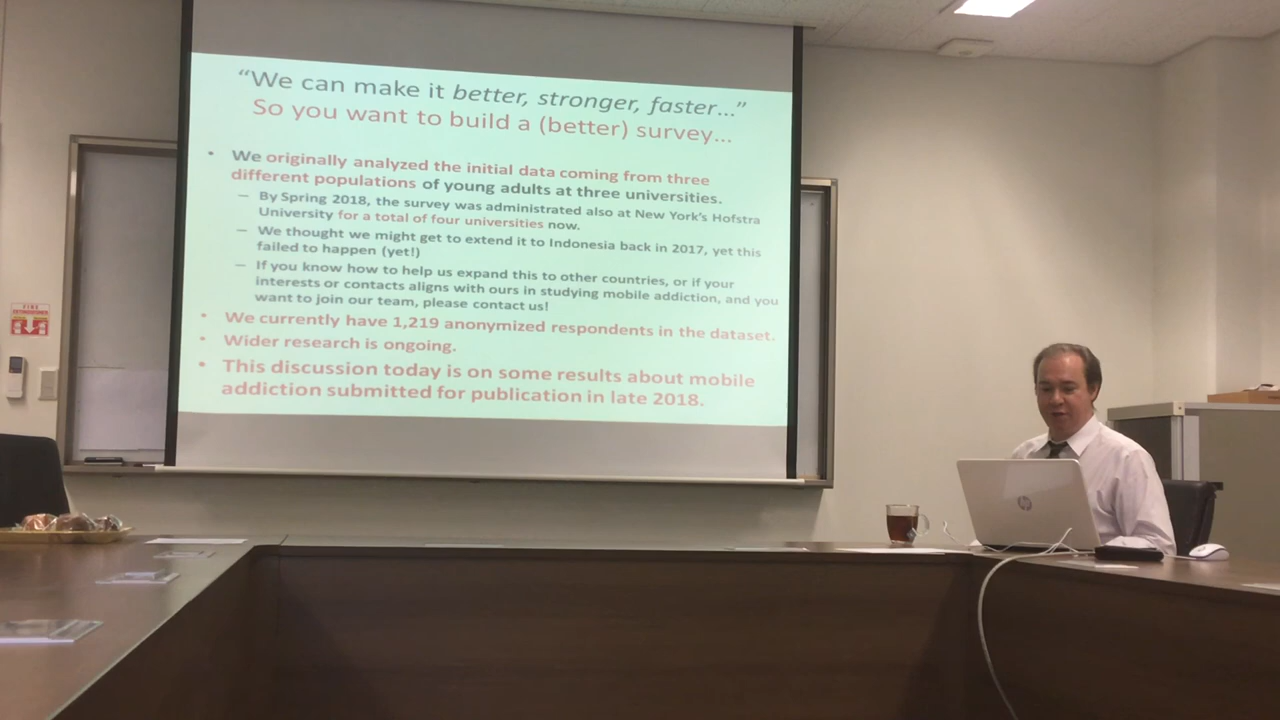 "We can make it better, stronger, faster..."
So you want to build a (better) survey...
• We originally analyzed the initial data coming from three
different populations of young adults at three universities.
– By Spring 2018, the survey was administrated also at New York's Hofstra
University for a total of four universities now.
– We thought we might get to extend it to Indonesia back in 2017, yet this
failed to happen (yet!)
– If you know how to help us expand this to other countries, or if your
interests or contacts aligns with ours in studying mobile addiction, and you
want to join our team, please contact us!
• We currently have 1,219 anonymized respondents in the dataset.
• Wider research is ongoing.
• This discussion today is on some results about mobile
addiction submitted for publication in late 2018.
FIRE
EXTINGUISHER
hp